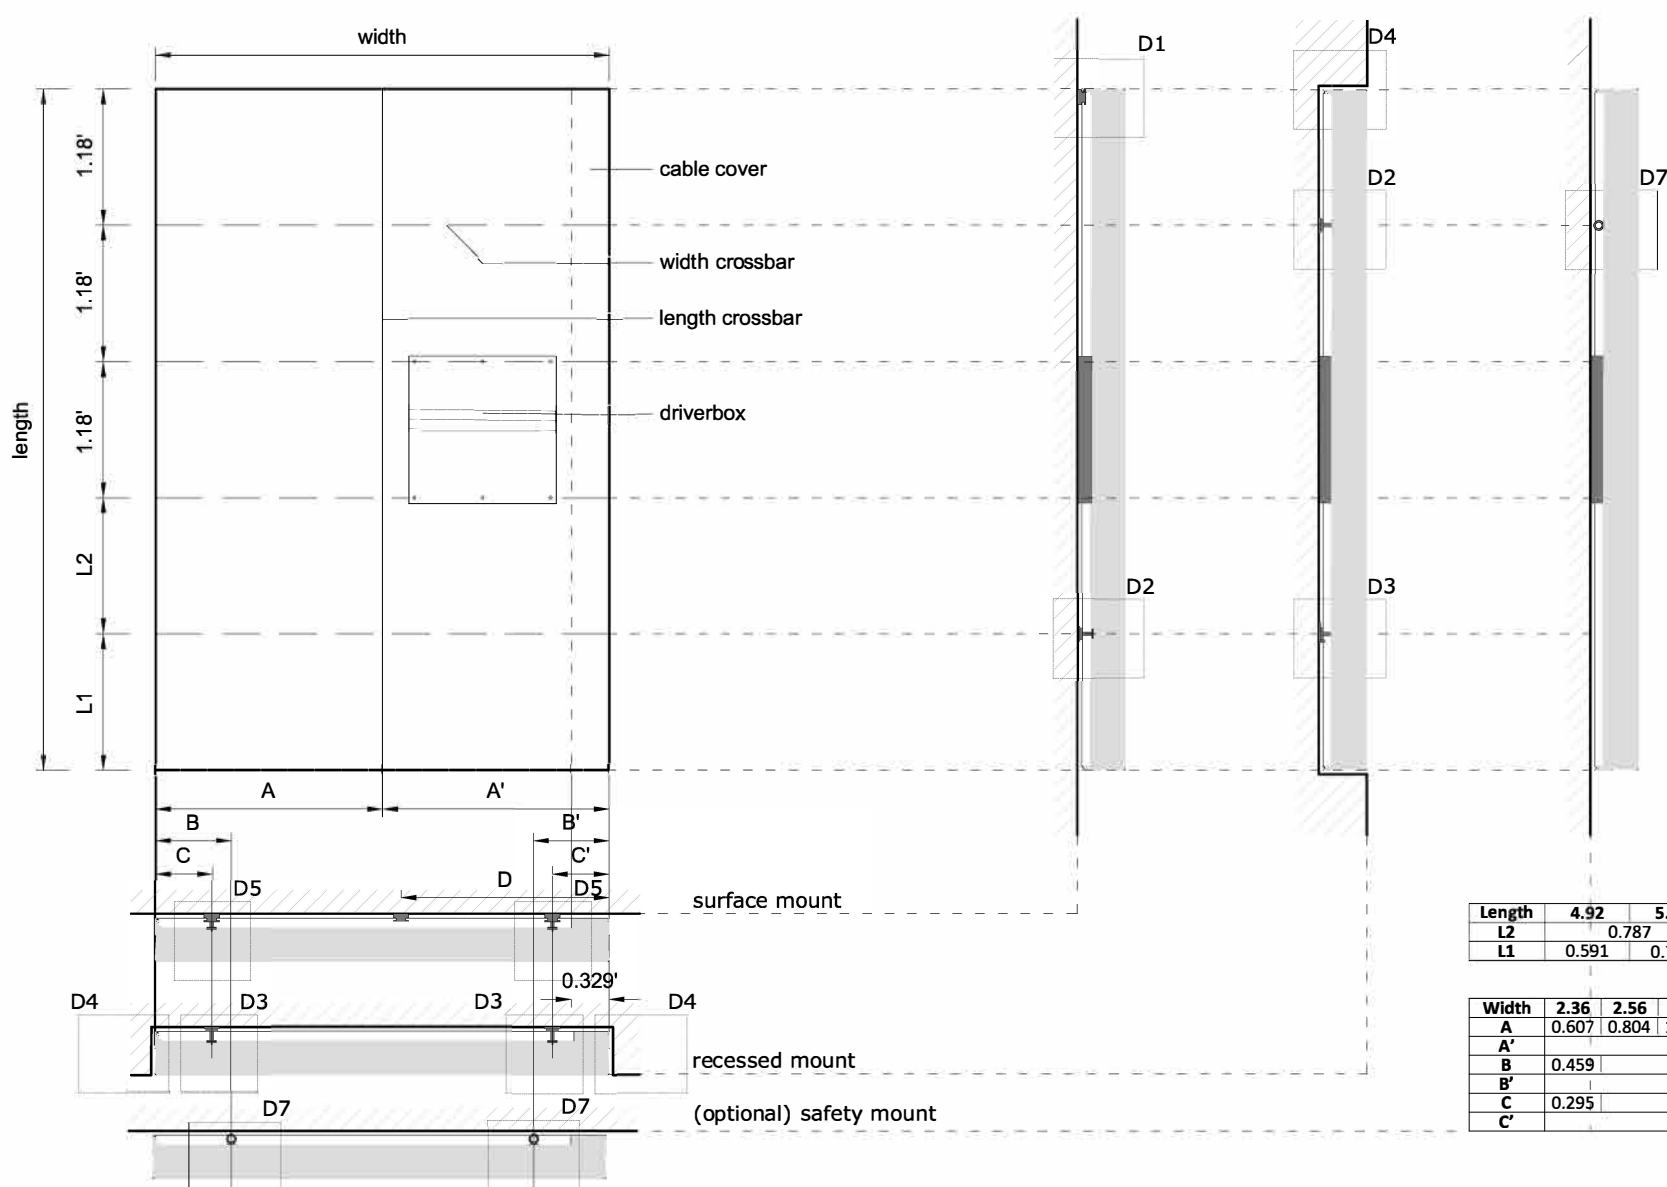 width
D1
D4
1.18'
cable cover
D2
D7
1.18'
width crossbar
length crossbar
length
1.18'
driverbox
L2
D2
D3
L1
A
A'
B
B'
C
C'
D
D5
D5
surface mount
0.329'
D4
D3
D3
D4
recessed mount
D7
D7
(optional) safety mount
Length 4.92 5.
L2 0.787
L1 0.591 0.
Width 2.36 2.56
A 0.607 0.804
A'
B 0.459
B'
C 0.295
C'